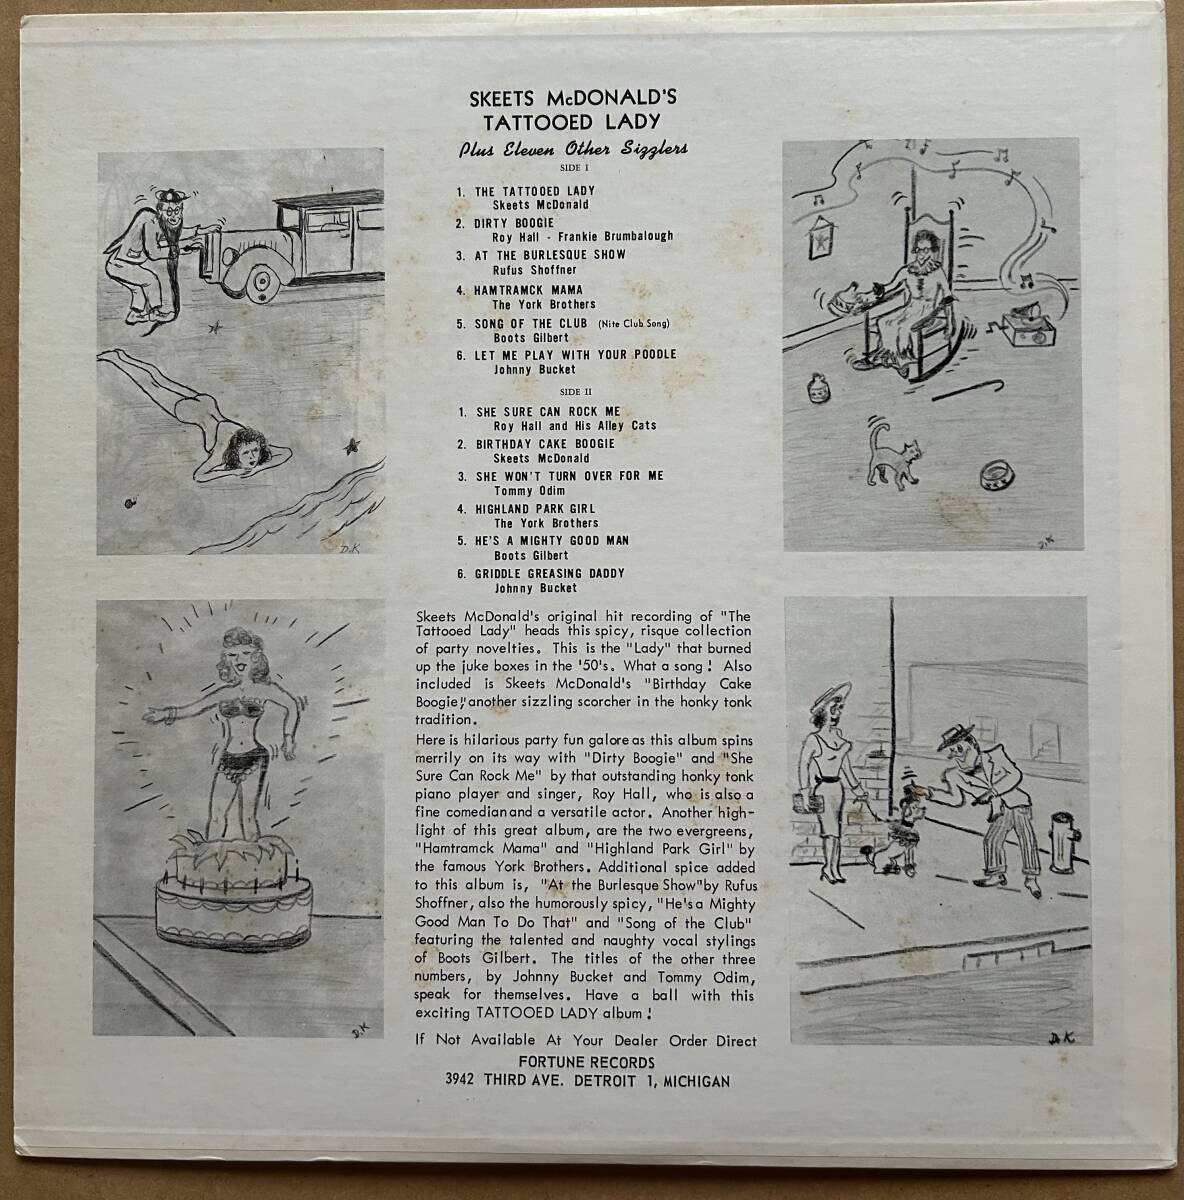 SKEETS McDONALD'S
TATTOOED LADY
Plus Eleven Other Sizzlers
SIDE I
1. THE TATTOOED LADY
Skeets McDonald
2. DIRTY BOOGIE
Roy Hall - Frankie Brumbalough
3. AT THE BURLESQUE SHOW
Rufus Shoffner
4. HAMTRAMCK MAMA
The York Brothers
5. SONG OF THE CLUB (Nite Club Song)
Boots Gilbert
6. LET ME PLAY WITH YOUR POODLE
Johnny Bucket
SIDE II
1. SHE SURE CAN ROCK ME
Roy Hall and His Alley Cats
2. BIRTHDAY CAKE BOOGIE
Skeets McDonald
3. SHE WON'T TURN OVER FOR ME
Tommy Odim
4. HIGHLAND PARK GIRL
The York Brothers
5. HE'S A MIGHTY GOOD MAN
Boots Gilbert
6. GRIDDLE GREASING DADDY
Johnny Bucket
Skeets McDonald's original hit recording of "The
Tattooed Lady" heads this spicy, risque collection
of party novelties. This is the "Lady" that burned
up the juke boxes in the '50's. What a song! Also
included is Skeets McDonald's "Birthday Cake
Boogie," another sizzling scorcher in the honky tonk
tradition.
Here is hilarious party fun galore as this album spins
merrily on its way with "Dirty Boogie" and "She
Sure Can Rock Me" by that outstanding honky tonk
piano player and singer, Roy Hall, who is also a
fine comedian and a versatile actor. Another high-
light of this great album, are the two evergreens,
"Hamtramck Mama" and "Highland Park Girl" by
the famous York Brothers. Additional spice added
to this album is, "At the Burlesque Show" by Rufus
Shoffner, also the humorously spicy, "He's a Mighty
Good Man To Do That" and "Song of the Club"
featuring the talented and naughty vocal stylings
of Boots Gilbert. The titles of the other three
numbers, by Johnny Bucket and Tommy Odim,
speak for themselves. Have a ball with this
exciting TATTOOED LADY album!
If Not Available At Your Dealer Order Direct
FORTUNE RECORDS
3942 THIRD AVE. DETROIT 1, MICHIGAN
D.K
D.K
D.K
D.K